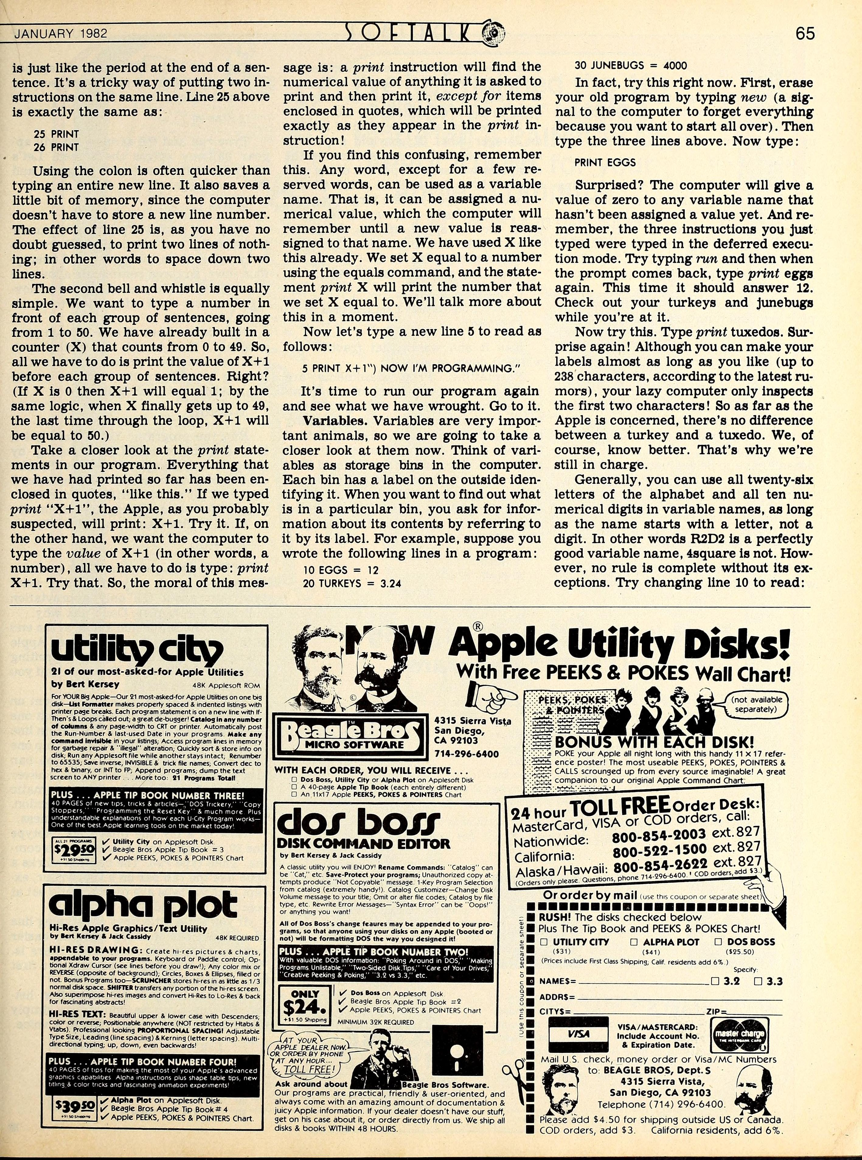 JANUARY 1982
SOFTALK
65
is just like the period at the end of a sen-
tence. It's a tricky way of putting two in-
structions on the same line. Line 25 above
is exactly the same as:
25 PRINT
26 PRINT
Using the colon is often quicker than
typing an entire new line. It also saves a
little bit of memory, since the computer
doesn't have to store a new line number.
The effect of line 25 is, as you have no
doubt guessed, to print two lines of noth-
ing; in other words to space down two
lines.
The second bell and whistle is equally
simple. We want to type a number in
front of each group of sentences, going
from 1 to 50. We have already built in a
counter (X) that counts from 0 to 49. So,
all we have to do is print the value of X+1
before each group of sentences. Right?
(If X is 0 then X+1 will equal 1; by the
same logic, when X finally gets up to 49,
the last time through the loop, X+1 will
be equal to 50.)
Take a closer look at the print state-
ments in our program. Everything that
we have had printed so far has been en-
closed in quotes, "like this." If we typed
print "X+1", the Apple, as you probably
suspected, will print: X+1. Try it. If, on
the other hand, we want the computer to
type the value of X+1 (in other words, a
number), all we have to do is type: print
X+1. Try that. So, the moral of this mes-
sage is: a print instruction will find the
numerical value of anything it is asked to
print and then print it, except for items
enclosed in quotes, which will be printed
exactly as they appear in the print in-
struction!
If you find this confusing, remember
this. Any word, except for a few re-
served words, can be used as a variable
name. That is, it can be assigned a nu-
merical value, which the computer will
remember until a new value is reas-
signed to that name. We have used X like
this already. We set X equal to a number
using the equals command, and the state-
ment print X will print the number that
we set X equal to. We'll talk more about
this in a moment.
Now let's type a new line 5 to read as
follows:
5 PRINT X+1") NOW I'M PROGRAMMING."
It's time to run our program again
and see what we have wrought. Go to it.
Variables. Variables are very impor-
tant animals, so we are going to take a
closer look at them now. Think of vari-
ables as storage bins in the computer.
Each bin has a label on the outside iden-
tifying it. When you want to find out what
is in a particular bin, you ask for infor-
mation about its contents by referring to
it by its label. For example, suppose you
wrote the following lines in a program:
10 EGGS = 12
20 TURKEYS = 3.24
30 JUNEBUGS = 4000
In fact, try this right now. First, erase
your old program by typing new (a sig-
nal to the computer to forget everything
because you want to start all over). Then
type the three lines above. Now type:
PRINT EGGS
Surprised? The computer will give a
value of zero to any variable name that
hasn't been assigned a value yet. And re-
member, the three instructions you just
typed were typed in the deferred execu-
tion mode. Try typing run and then when
the prompt comes back, type print eggs
again. This time it should answer 12.
Check out your turkeys and junebugs
while you're at it.
Now try this. Type print tuxedos. Sur-
prise again! Although you can make your
labels almost as long as you like (up to
238 characters, according to the latest ru-
mors), your lazy computer only inspects
the first two characters! So as far as the
Apple is concerned, there's no difference
between a turkey and a tuxedo. We, of
course, know better. That's why we're
still in charge.
Generally, you can use all twenty-six
letters of the alphabet and all ten nu-
merical digits in variable names, as long
as the name starts with a letter, not a
digit. In other words R2D2 is a perfectly
good variable name, 4square is not. How-
ever, no rule is complete without its ex-
ceptions. Try changing line 10 to read:
utility city
21 of our most-asked-for Apple Utilities
by Bert Kersey
48K Applesoft ROM
For YOUR Big Apple—Our 21 most-asked-for Apple Utilities on one big
disk—List Formatter makes properly spaced & indented listings with
printer page breaks. Each program statement is on a new line with If-
Then's & Loops called out; a great de-bugger! Catalog in any number
of columns & any page-width to CRT or printer. Automatically post
the Run-Number & last-used Date in your programs. Make any
command invisible in your listings; Access program lines in memory
for garbage repair & "illegal" alteration; Quickly sort & store info on
disk; Run any Applesoft file while another stays intact; Renumber
to 65535; Save inverse, INVISIBLE & trick file names; Convert dec to
hex & binary, or INT to FP; Append programs; dump the text
screen to ANY printer . . . More too: 21 Programs Total!
PLUS . . . APPLE TIP BOOK NUMBER THREE!
40 PAGES of new tips, tricks & articles—"DOS Trickery," "Copy
Stoppers," "Programming the Reset Key" & much more. Plus
understandable explanations of how each U-City Program works—
One of the best Apple learning tools on the market today!
ALL 21 PROGRAMS
$29.50
+$1.50 Shipping
✓ Utility City on Applesoft Disk
✓ Beagle Bros Apple Tip Book # 3
✓ Apple PEEKS, POKES & POINTERS Chart
alpha plot
Hi-Res Apple Graphics/Text Utility
by Bert Kersey & Jack Cassidy
48K REQUIRED
HI-RES DRAWING: Create hi-res pictures & charts,
appendable to your programs. Keyboard or Paddle control, Op-
tional Xdraw Cursor (see lines before you draw!), Any color mix or
REVERSE (opposite of background); Circles, Boxes & Ellipses, filled or
not. Bonus Programs too—SCRUNCHER stores hi-res in as little as 1/3
normal disk space. SHIFTER transfers any portion of the hi-res screen.
Also superimpose hi-res images and convert Hi-Res to Lo-Res & back
for fascinating abstracts!
HI-RES TEXT: Beautiful upper & lower case with Descenders;
color or reverse; Positionable anywhere (NOT restricted by Htabs &
Vtabs). Professional looking PROPORTIONAL SPACING! Adjustable
Type Size, Leading (line spacing) & Kerning (letter spacing). Multi-
directional typing; up, down, even backwards!
PLUS . . . APPLE TIP BOOK NUMBER FOUR!
40 PAGES of tips for making the most of your Apple's advanced
graphics capabilities. Alpha instructions plus shape table tips, new
titling & color tricks and fascinating animation experiments!
$39.50
+$1.50 Shipping
✓ Alpha Plot on Applesoft Disk.
✓ Beagle Bros Apple Tip Book # 4
✓ Apple PEEKS, POKES & POINTERS Chart.
NEW Apple® Utility Disks!
With Free PEEKS & POKES Wall Chart!
©
Beagle Bros
MICRO SOFTWARE
4315 Sierra Vista
San Diego,
CA 92103
714-296-6400
WITH EACH ORDER, YOU WILL RECEIVE . . .
□ Dos Boss, Utility City or Alpha Plot on Applesoft Disk
□ A 40-page Apple Tip Book (each entirely different)
□ An 11x17 Apple PEEKS, POKES & POINTERS Chart
dos boss
DISK COMMAND EDITOR
by Bert Kersey & Jack Cassidy
A classic utility you will ENJOY! Rename Commands: "Catalog" can
be "Cat," etc. Save-Protect your programs; Unauthorized copy at-
tempts produce "Not Copyable" message. 1-Key Program Selection
from catalog (extremely handy!). Catalog Customizer—Change Disk
Volume message to your title; Omit or alter file codes; Catalog by file
type, etc. Rewrite Error Messages—"Syntax Error" can be "Oops!"
or anything you want!
All of Dos Boss's change features may be appended to your pro-
grams, so that anyone using your disks on any Apple (booted or
not) will be formatting DOS the way you designed it!
PLUS . . . APPLE TIP BOOK NUMBER TWO!
With valuable DOS information: "Poking Around in DOS," "Making
Programs Unlistable," "Two-Sided Disk Tips," "Care of Your Drives,"
"Creative Peeking & Poking," "3.2 vs 3.3," etc.
ONLY
$24.
+$1.50 Shipping
✓ Dos Boss on Applesoft Disk
✓ Beagle Bros Apple Tip Book #2
✓ Apple PEEKS, POKES & POINTERS Chart
MINIMUM 32K REQUIRED
AT YOUR
APPLE DEALER NOW.
OR ORDER BY PHONE
AT ANY HOUR...
TOLL FREE!
Ask around about Beagle Bros Software.
Our programs are practical, friendly & user-oriented, and
always come with an amazing amount of documentation &
juicy Apple information. If your dealer doesn't have our stuff,
get on his case about it, or order directly from us. We ship all
disks & books WITHIN 48 HOURS.
PEEKS, POKES
& POINTERS
(not available
separately)
BONUS WITH EACH DISK!
POKE your Apple all night long with this handy 11 X 17 refer-
ence poster! The most useable PEEKS, POKES, POINTERS &
CALLS scrounged up from every source imaginable! A great
companion to our original Apple Command Chart.
24 hour TOLL FREE Order Desk:
MasterCard, VISA or COD orders, call:
Nationwide: 800-854-2003 ext. 827
California: 800-522-1500 ext. 827
Alaska/Hawaii: 800-854-2622 ext. 827
(Orders only please. Questions, phone 714-296-6400. COD orders, add $3.)
Or order by mail (use this coupon or separate sheet)
(use this coupon or separate sheet)
RUSH! The disks checked below
Plus The Tip Book and PEEKS & POKES Chart!
□ UTILITY CITY □ ALPHA PLOT □ DOS BOSS
($31) ($41) ($25.50)
(Prices include First Class Shipping, Calif. residents add 6%.)
Specify:
NAME= □ 3.2 □ 3.3
ADDR=
CITY$= ZIP=
VISA
VISA/MASTERCARD:
Include Account No.
& Expiration Date.
master charge
THE INTERBANK CARD
Mail U.S. check, money order or Visa/MC Numbers
to: BEAGLE BROS, Dept. S
4315 Sierra Vista,
San Diego, CA 92103
Telephone (714) 296-6400.
Please add $4.50 for shipping outside US or Canada.
COD orders, add $3. California residents, add 6%.